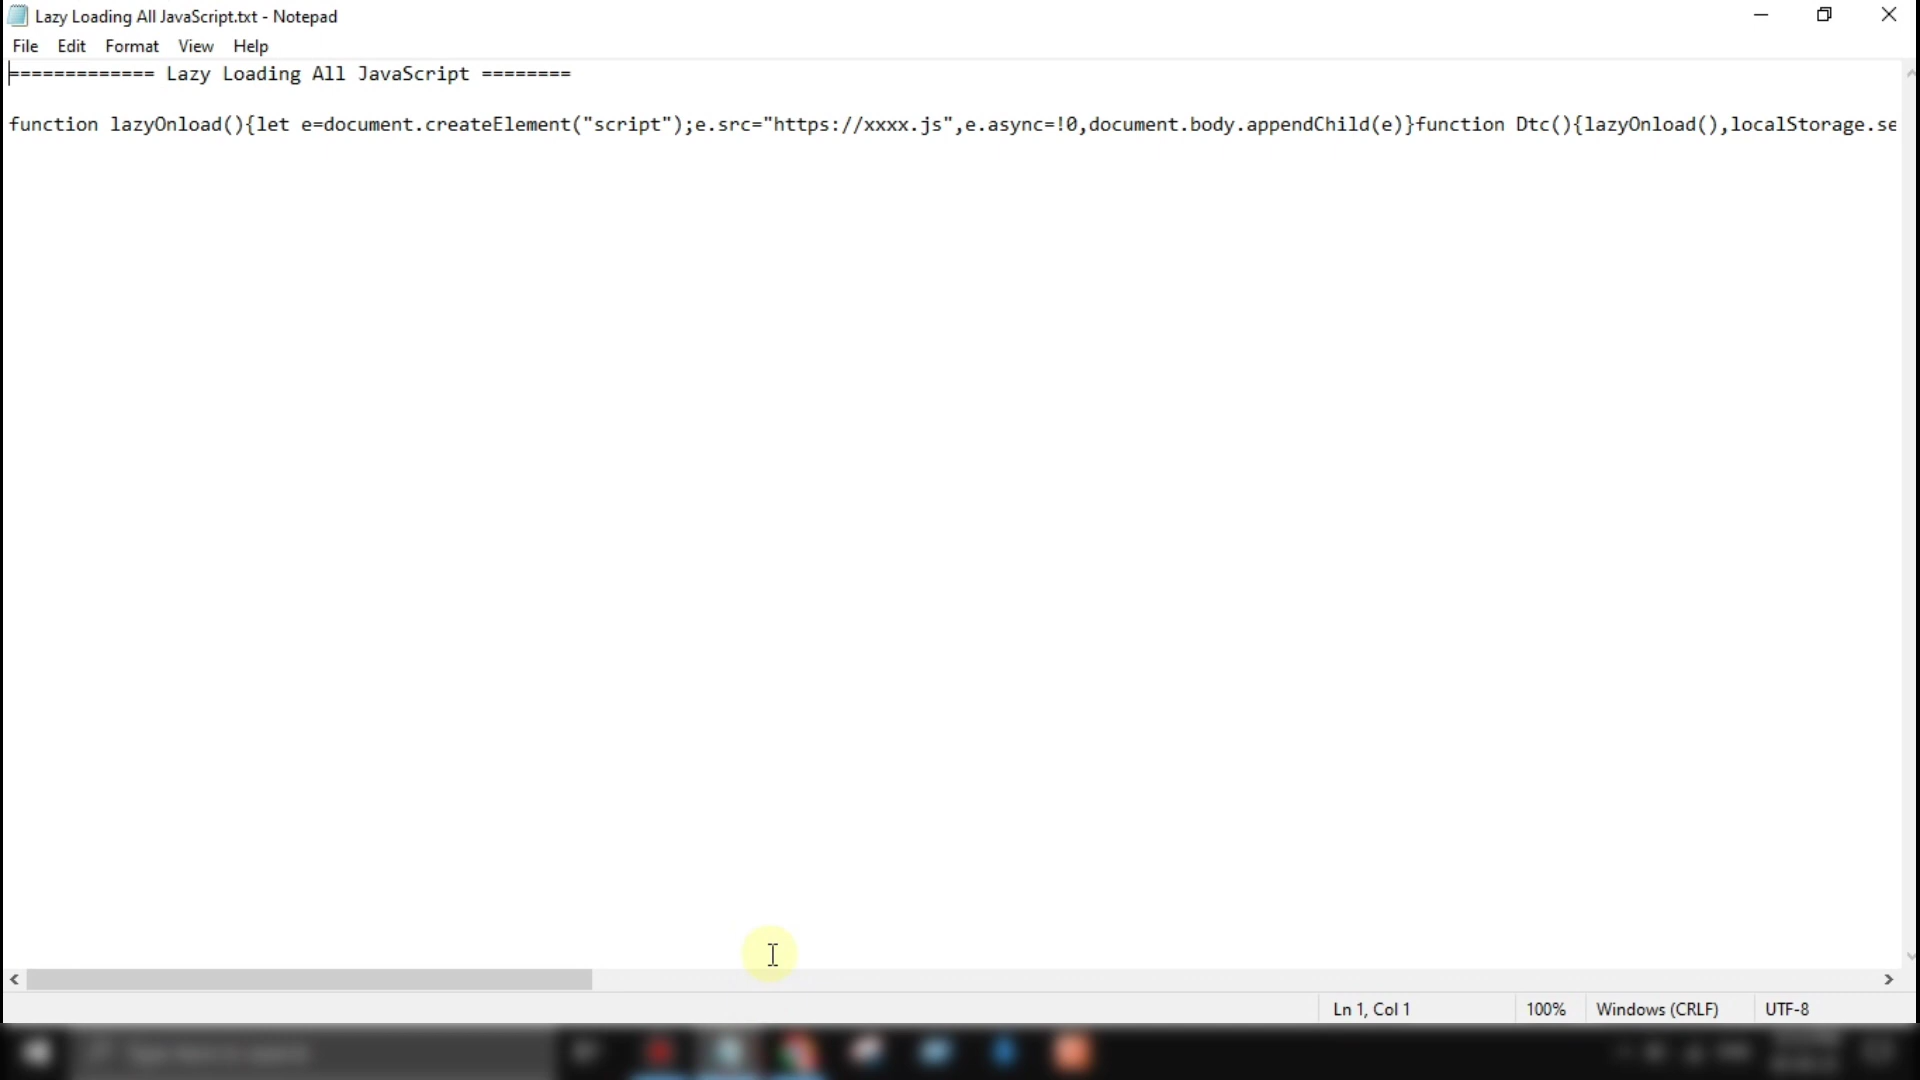 Lazy Loading All JavaScript.txt - Notepad
File Edit Format View Help
============= Lazy Loading All JavaScript ========
function lazyOnload(){let e=document.createElement("script");e.src="https://xxxx.js",e.async=!0,document.body.appendChild(e)}function Dtc(){lazyOnload(),localStorage.se
Ln 1, Col 1 100% Windows (CRLF) UTF-8